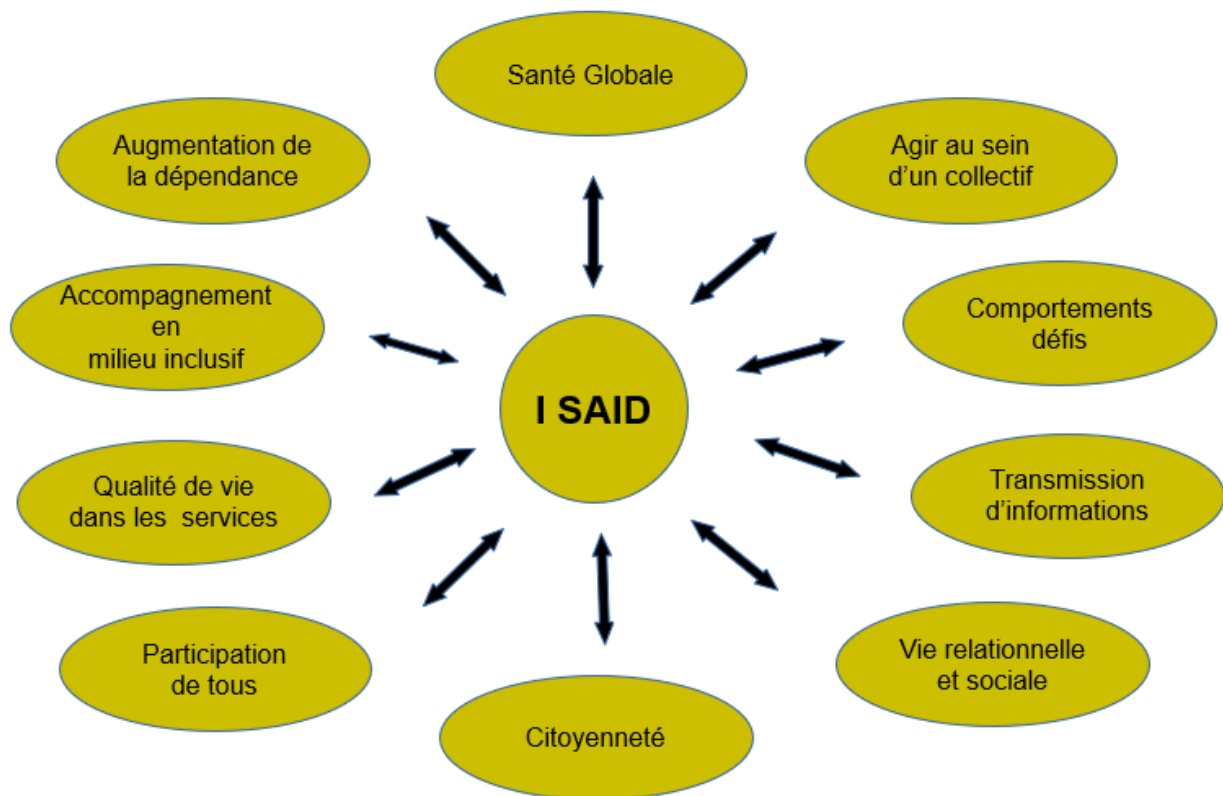 Santé Globale
Augmentation de
la dépendance
Agir au sein
d'un collectif
Accompagnement
en
milieu inclusif
Comportements
défis
I SAID
Qualité de vie
dans les services
Transmission
d'informations
Participation
de tous
Vie relationnelle
et sociale
Citoyenneté